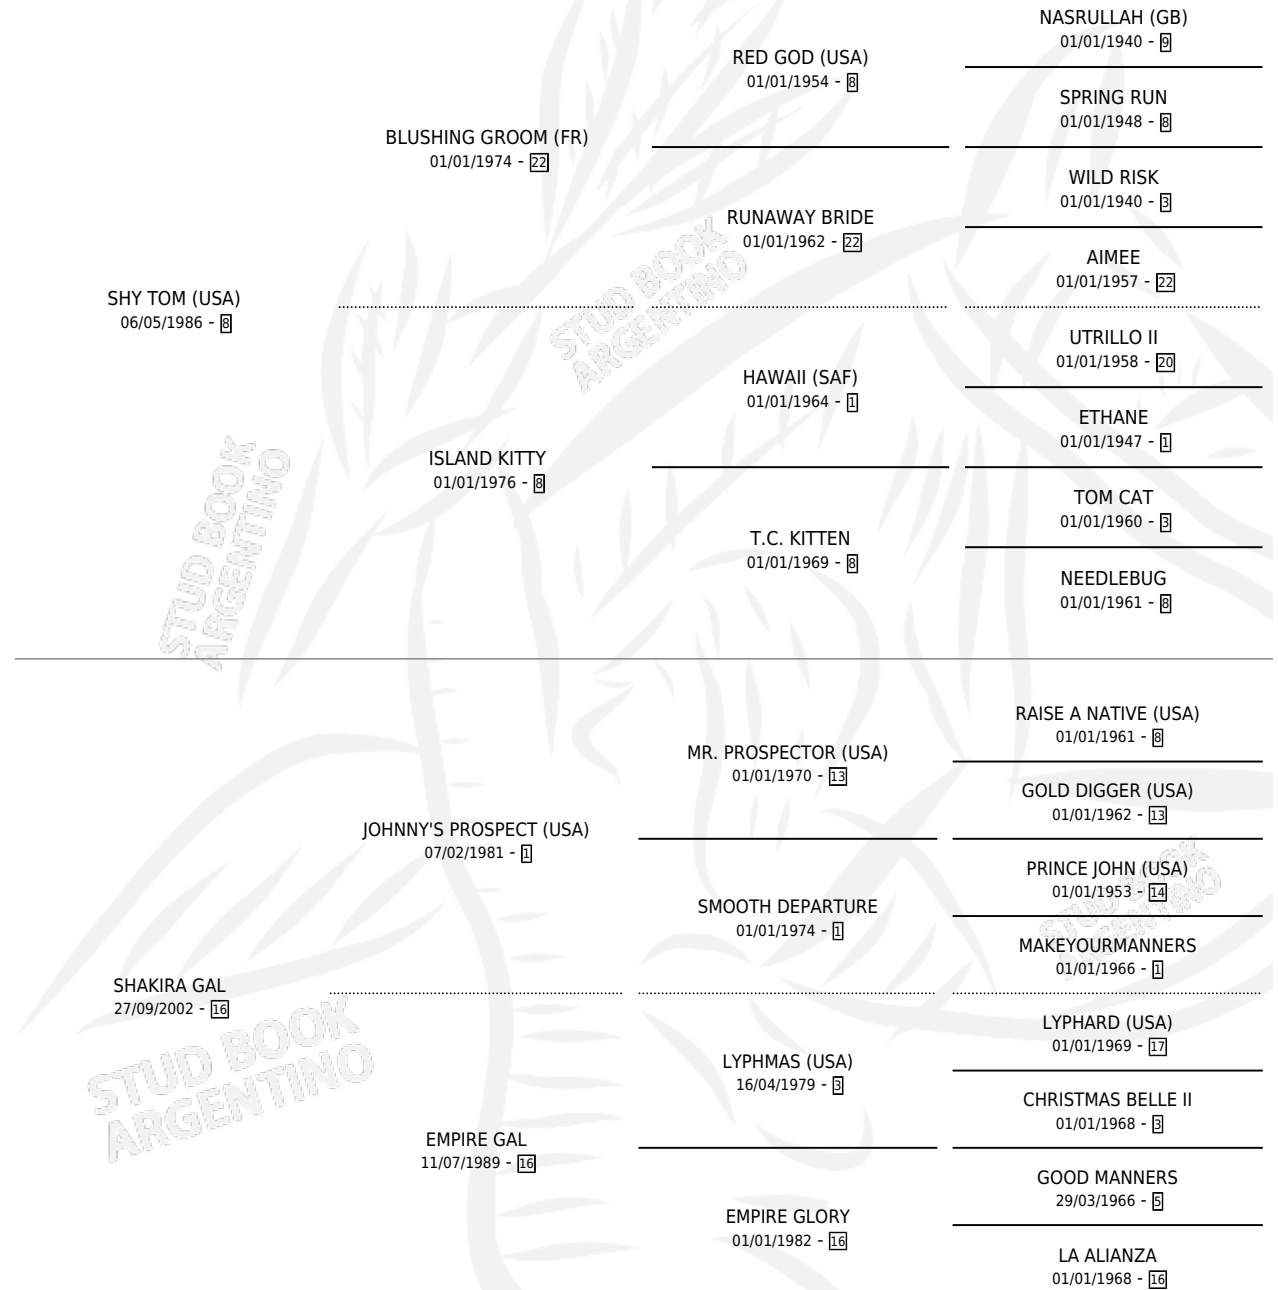 NASRULLAH (GB)
01/01/1940 - 9
RED GOD (USA)
01/01/1954 - 8
SPRING RUN
01/01/1948 - 8
BLUSHING GROOM (FR)
01/01/1974 - 22
WILD RISK
01/01/1940 - 3
RUNAWAY BRIDE
01/01/1962 - 22
AIMEE
01/01/1957 - 22
SHY TOM (USA)
06/05/1986 - 8
UTRILLO II
01/01/1958 - 20
HAWAII (SAF)
01/01/1964 - 1
ETHANE
01/01/1947 - 1
ISLAND KITTY
01/01/1976 - 8
TOM CAT
01/01/1960 - 3
T.C. KITTEN
01/01/1969 - 8
NEEDLEBUG
01/01/1961 - 8
RAISE A NATIVE (USA)
01/01/1961 - 8
MR. PROSPECTOR (USA)
01/01/1970 - 13
GOLD DIGGER (USA)
01/01/1962 - 13
JOHNNY'S PROSPECT (USA)
07/02/1981 - 1
PRINCE JOHN (USA)
01/01/1953 - 14
SMOOTH DEPARTURE
01/01/1974 - 1
MAKEYOURMANNERS
01/01/1966 - 1
SHAKIRA GAL
27/09/2002 - 16
LYPHARD (USA)
01/01/1969 - 17
LYPHMAS (USA)
16/04/1979 - 3
CHRISTMAS BELLE II
01/01/1968 - 3
EMPIRE GAL
11/07/1989 - 16
GOOD MANNERS
29/03/1966 - 5
EMPIRE GLORY
01/01/1982 - 16
LA ALIANZA
01/01/1968 - 16
STUD BOOK
ARGENTINO
STUD BOOK
ARGENTINO
STUD BOOK
ARGENTINO
STUD BOOK
ARGENTINO